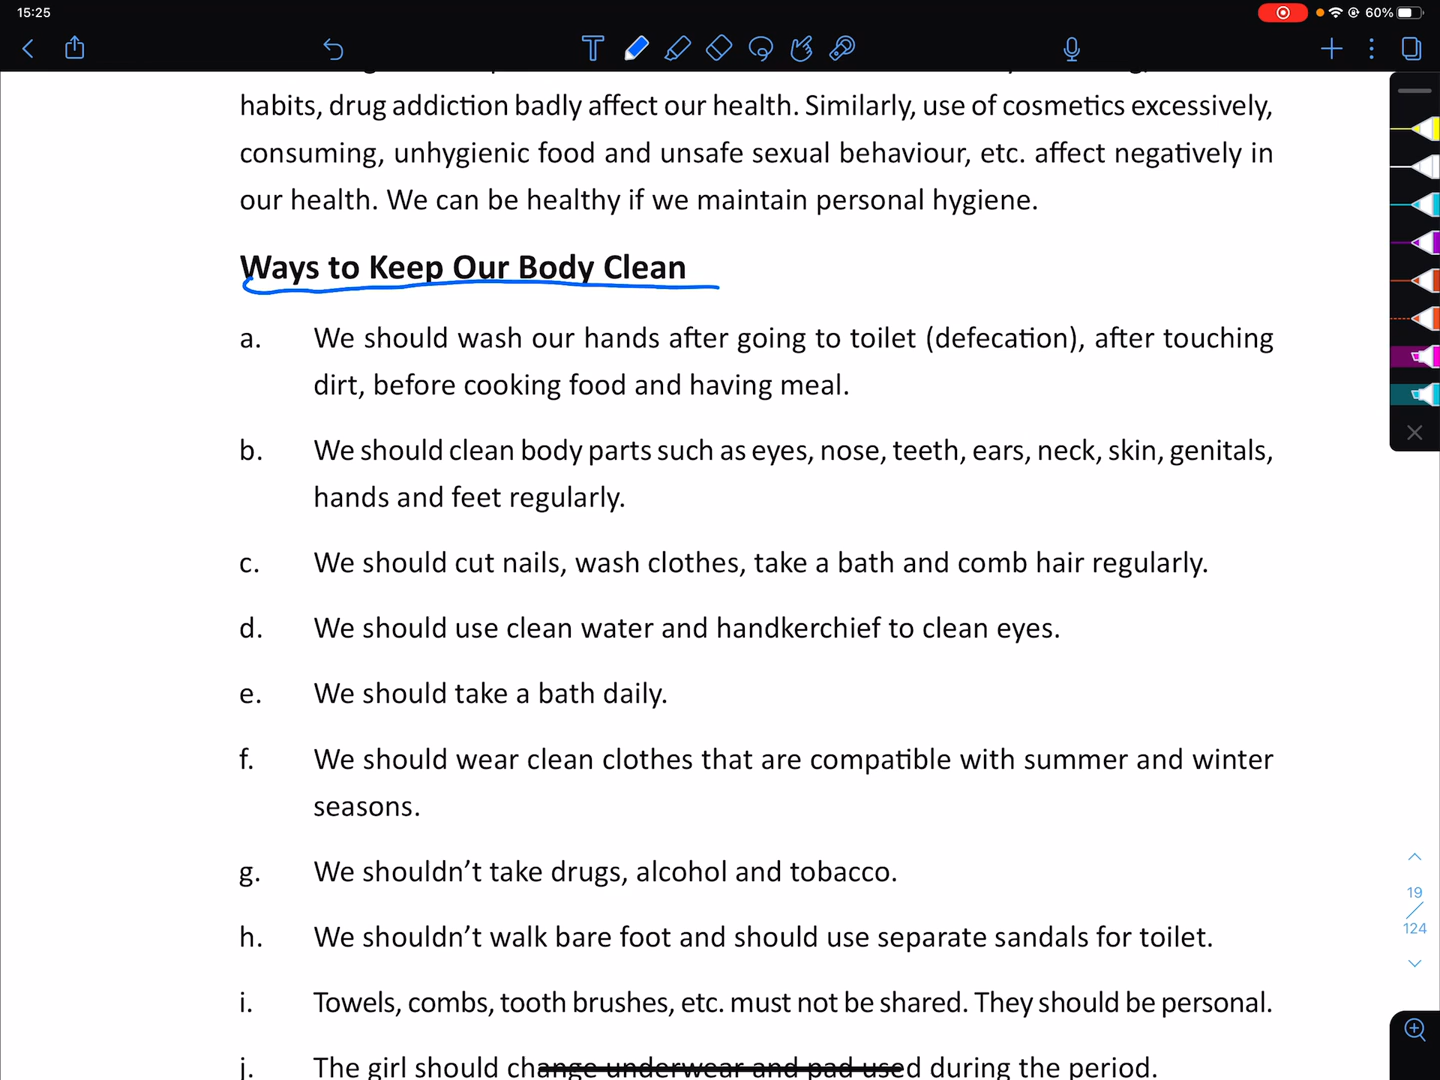 15:25
60%
habits, drug addiction badly affect our health. Similarly, use of cosmetics excessively,
consuming, unhygienic food and unsafe sexual behaviour, etc. affect negatively in
our health. We can be healthy if we maintain personal hygiene.
Ways to Keep Our Body Clean
a. We should wash our hands after going to toilet (defecation), after touching
dirt, before cooking food and having meal.
b. We should clean body parts such as eyes, nose, teeth, ears, neck, skin, genitals,
hands and feet regularly.
c. We should cut nails, wash clothes, take a bath and comb hair regularly.
d. We should use clean water and handkerchief to clean eyes.
e. We should take a bath daily.
f. We should wear clean clothes that are compatible with summer and winter
seasons.
g. We shouldn't take drugs, alcohol and tobacco.
h. We shouldn't walk bare foot and should use separate sandals for toilet.
i. Towels, combs, tooth brushes, etc. must not be shared. They should be personal.
j. The girl should change underwear and pad used during the period.
19
124